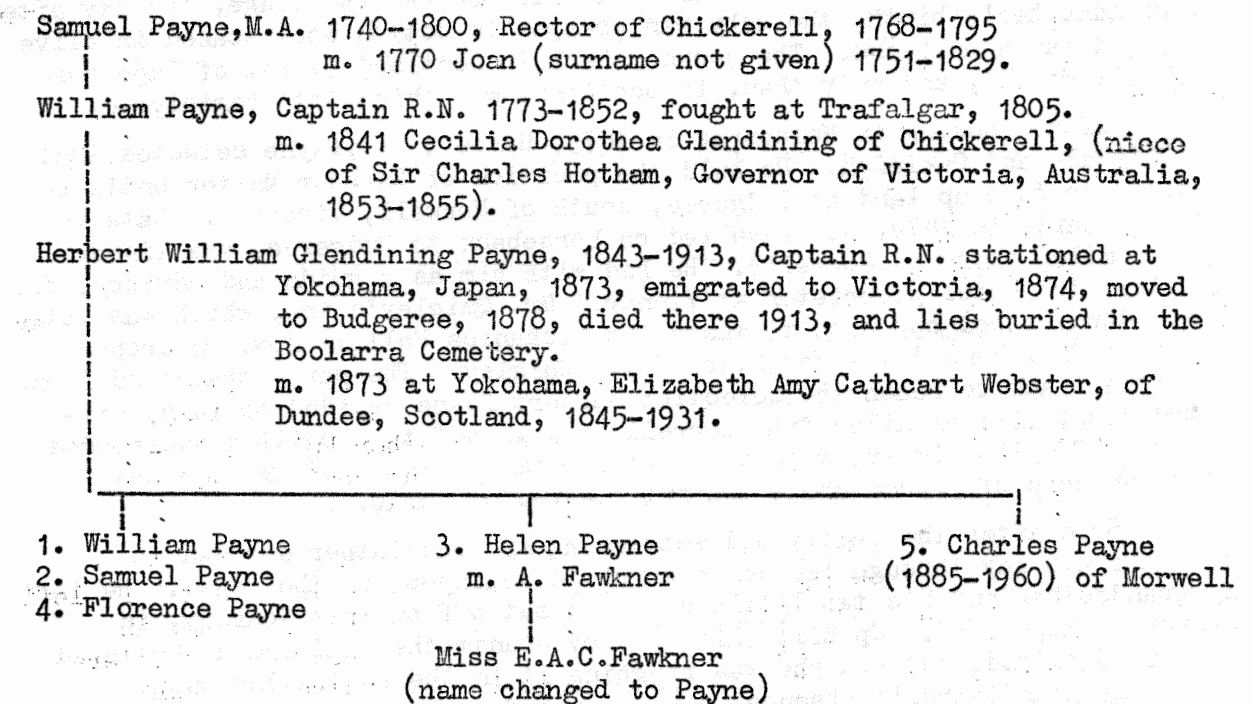 Samuel Payne,M.A. 1740-1800, Rector of Chickerell, 1768-1795
m. 1770 Joan (surname not given) 1751-1829.
William Payne, Captain R.N. 1773-1852, fought at Trafalgar, 1805.
m. 1841 Cecilia Dorothea Glendining of Chickerell, (niece
of Sir Charles Hotham, Governor of Victoria, Australia,
1853-1855).
Herbert William Glendining Payne, 1843-1913, Captain R.N. stationed at
Yokohama, Japan, 1873, emigrated to Victoria, 1874, moved
to Budgeree, 1878, died there 1913, and lies buried in the
Boolarra Cemetery.
m. 1873 at Yokohama, Elizabeth Amy Cathcart Webster, of
Dundee, Scotland, 1845-1931.
1. William Payne
2. Samuel Payne
4. Florence Payne
3. Helen Payne
m. A. Fawkner
5. Charles Payne
(1885-1960) of Morwell
Miss E.A.C.Fawkner
(name changed to Payne)